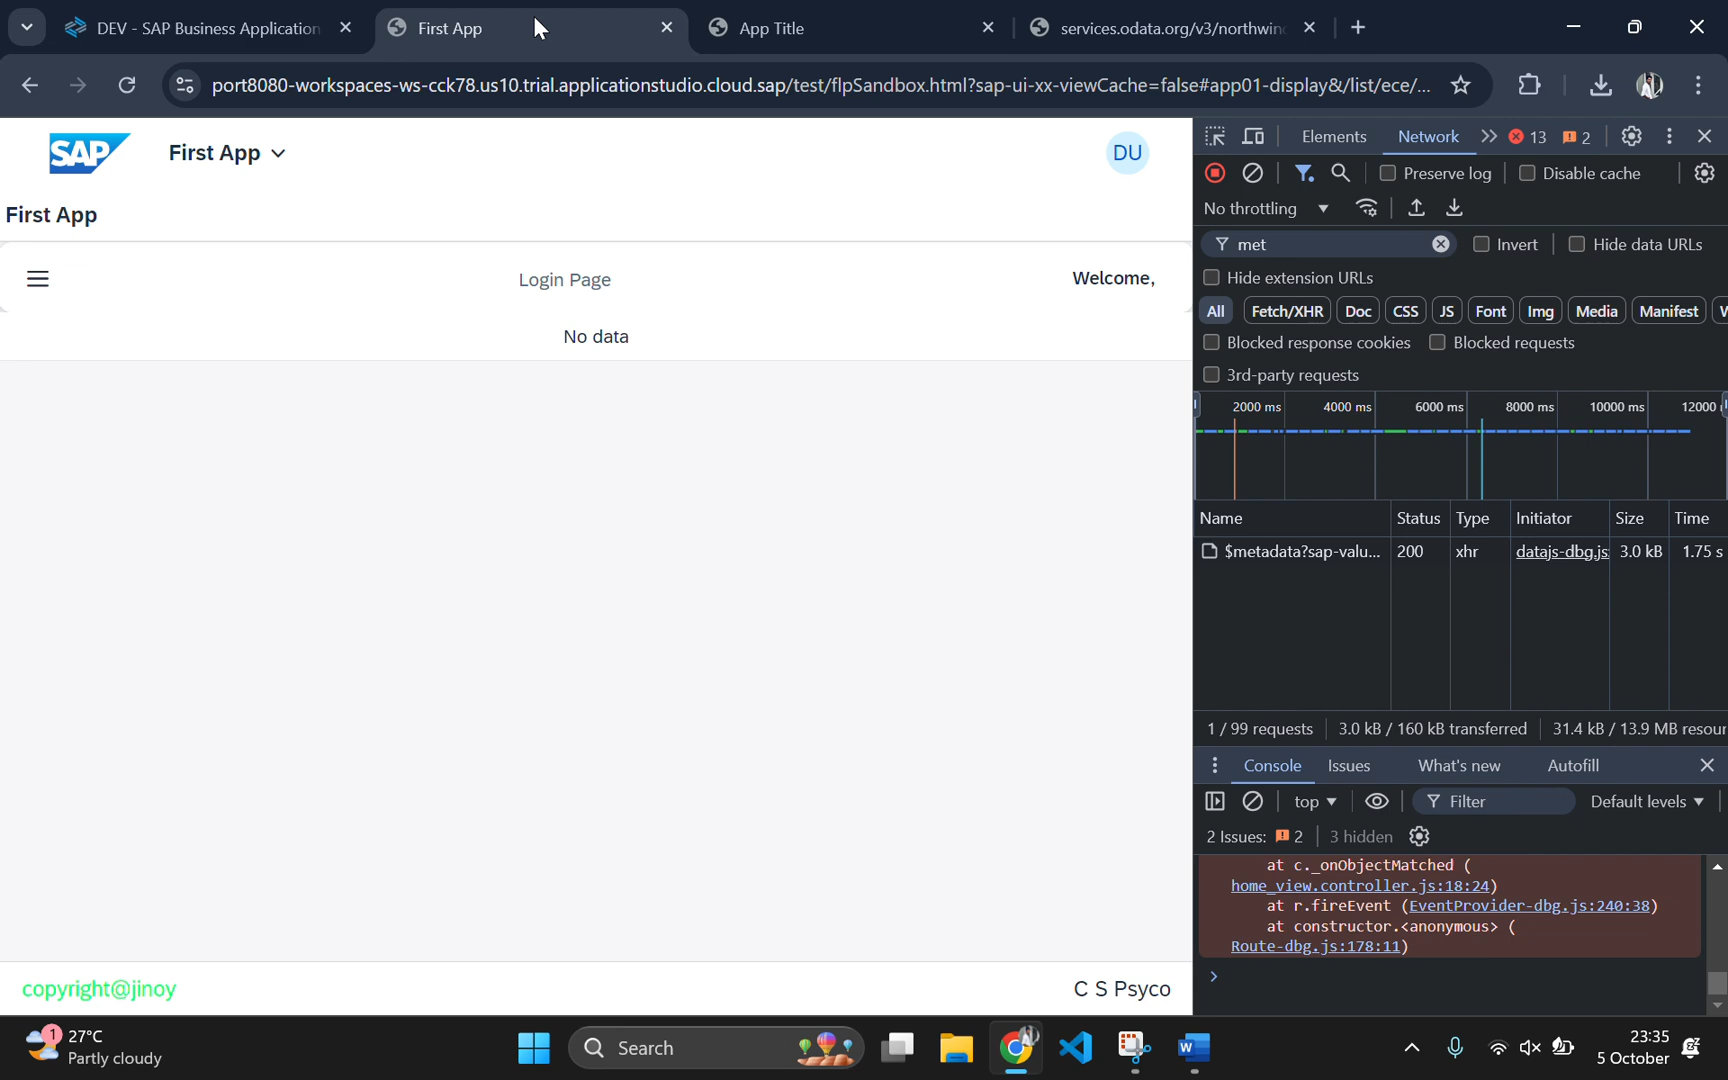 DEV - SAP Business Application
First App
App Title
services.odata.org/v3/northwin
port8080-workspaces-ws-cck78.us10.trial.applicationstudio.cloud.sap/test/flpSandbox.html?sap-ui-xx-viewCache=false#app01-display&/list/ece/...
SAP
First App
DU
First App
Login Page
Welcome,
No data
copyright@jinoy
C S Psyco
Elements
Network
13
2
Preserve log
Disable cache
No throttling
met
Invert
Hide data URLs
Hide extension URLs
All
Fetch/XHR
Doc
CSS
JS
Font
Img
Media
Manifest
Blocked response cookies
Blocked requests
3rd-party requests
2000 ms
4000 ms
6000 ms
8000 ms
10000 ms
12000
Name
Status
Type
Initiator
Size
Time
$metadata?sap-valu...
200
xhr
datajs-dbg.js:
3.0 kB
1.75 s
1 / 99 requests
3.0 kB / 160 kB transferred
31.4 kB / 13.9 MB resour
Console
Issues
What's new
Autofill
top
Filter
Default levels
2 Issues:
2
3 hidden
at c._onObjectMatched (
home_view.controller.js:18:24)
at r.fireEvent (EventProvider-dbg.js:240:38)
at constructor.<anonymous> (
Route-dbg.js:178:11)
1
27°C
Partly cloudy
Search
23:35
5 October